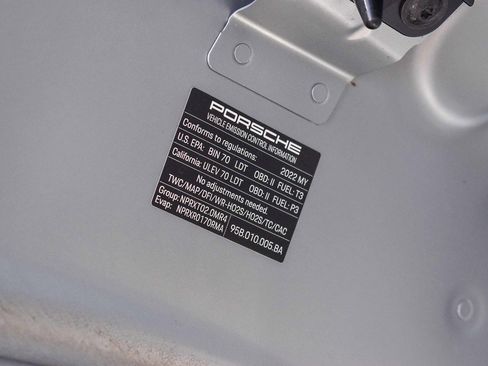 PORSCHE
VEHICLE EMISSION CONTROL INFORMATION
Conforms to regulations: 2022 MY
U.S. EPA: BIN 70 LDT OBD: II FUEL: T3
California: ULEV 70 LDT OBD: II FUEL: P3
No adjustments needed.
TWC/MAP/DFI/WR-HO2S/HO2S/TC/CAC
Group:NPRXT02.0MR4
Evap: NPRXR0170RMA 95B.010.005.BA